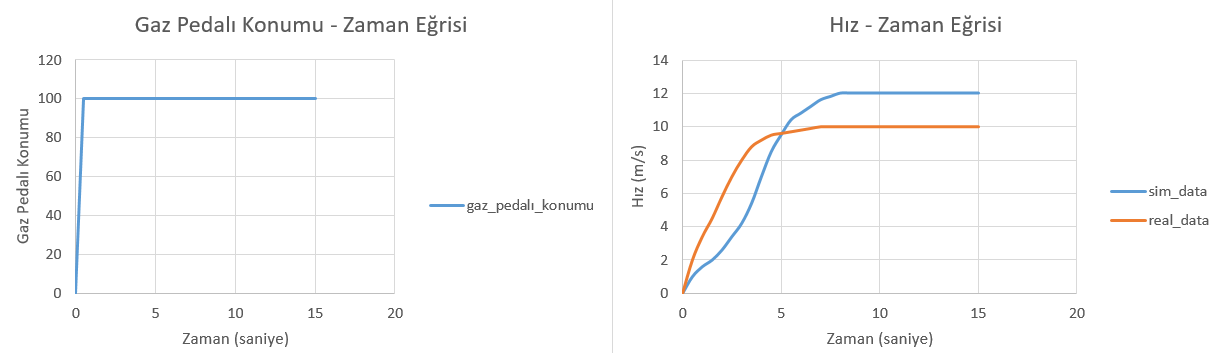 Gaz Pedalı Konumu - Zaman Eğrisi
120
100
80
60
40
20
0
Gaz Pedalı Konumu
0 5 10 15 20
Zaman (saniye)
gaz_pedalı_konumu
Hız - Zaman Eğrisi
14
12
10
8
6
4
2
0
Hız (m/s)
0 5 10 15 20
Zaman (saniye)
sim_data
real_data